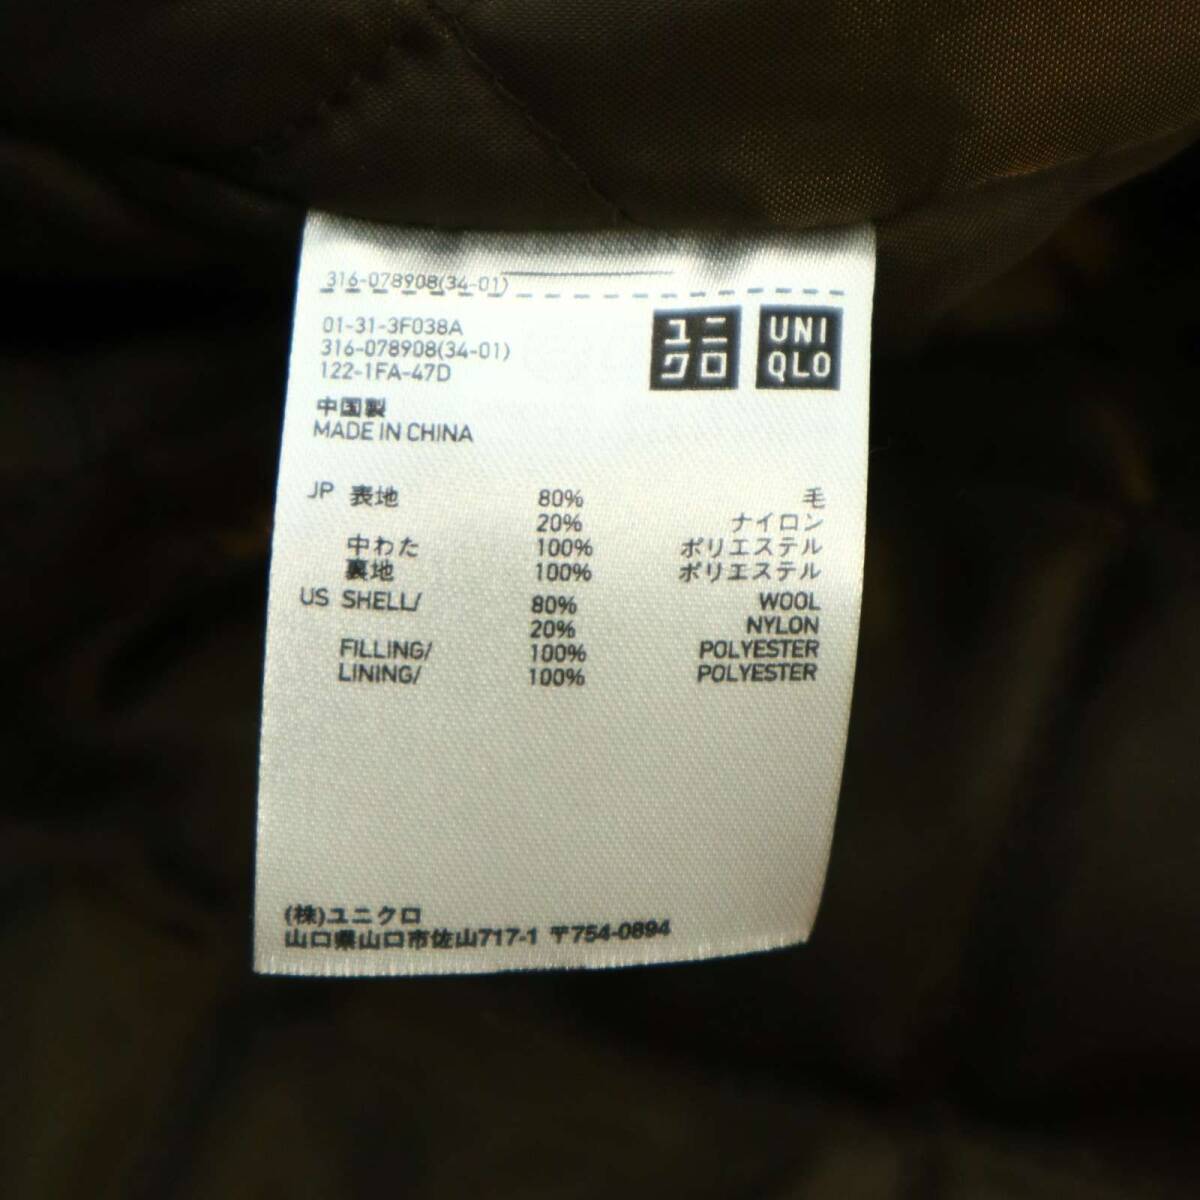 316-078908(34-01)
01-31-3F038A
316-078908(34-01)
122-1FA-47D
ユニ
クロ
UNI
QLO
中国製
MADE IN CHINA
JP 表地 80% 毛
20% ナイロン
中わた 100% ポリエステル
裏地 100% ポリエステル
US SHELL/ 80% WOOL
20% NYLON
FILLING/ 100% POLYESTER
LINING/ 100% POLYESTER
(株)ユニクロ
山口県山口市佐山717-1 〒754-0894